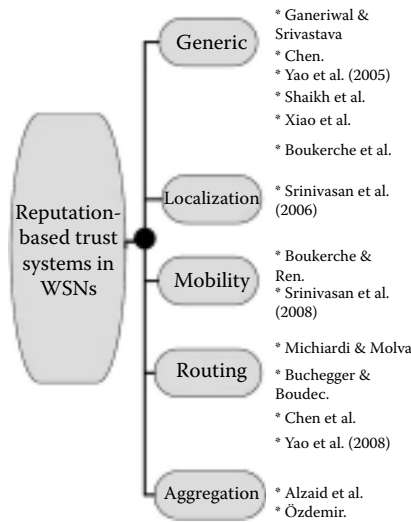 Reputation-
based trust
systems in
WSNs
Generic
* Ganeriwal &
Srivastava
* Chen.
* Yao et al. (2005)
* Shaikh et al.
* Xiao et al.
* Boukerche et al.
Localization
* Srinivasan et al.
(2006)
Mobility
* Boukerche &
Ren.
* Srinivasan et al.
(2008)
Routing
* Michiardi & Molva
* Buchegger &
Boudec.
* Chen et al.
* Yao et al. (2008)
Aggregation
* Alzaid et al.
* Özdemir.